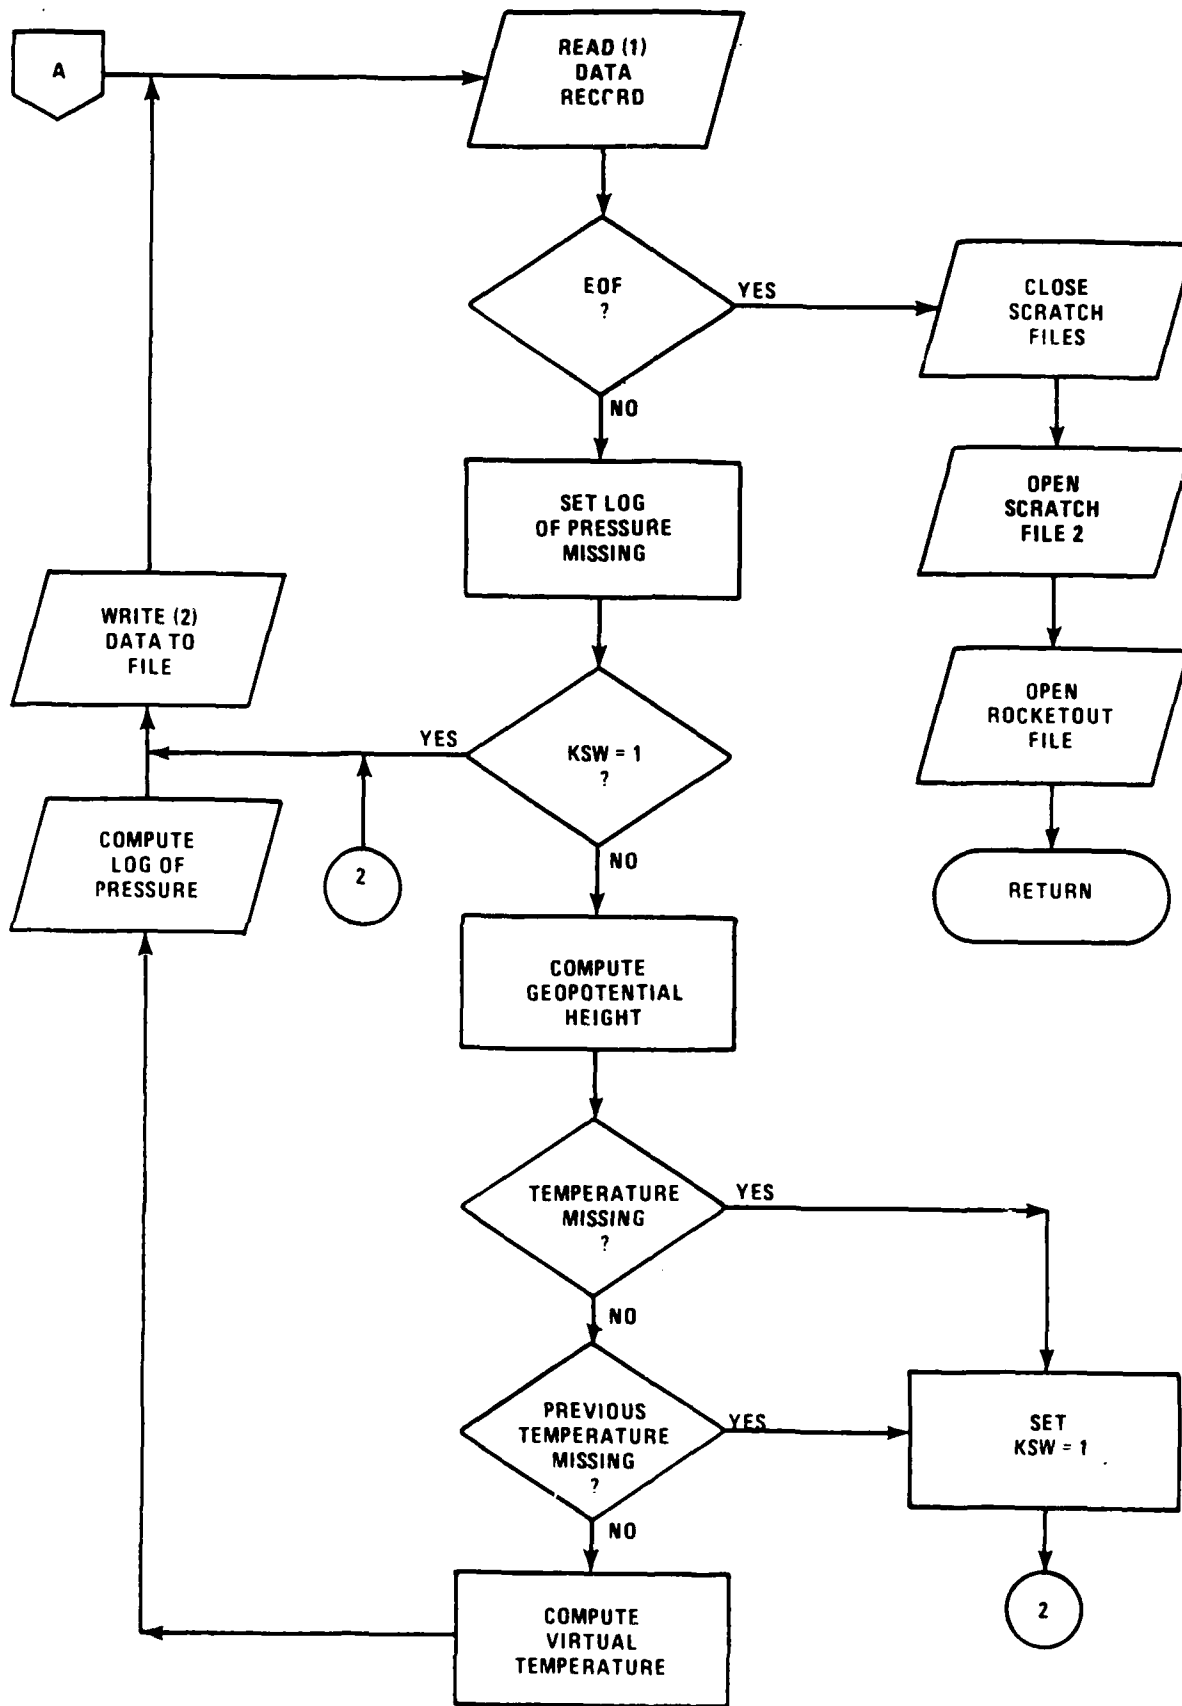 A
READ (1)
DATA
RECORD
EOF
?
YES
CLOSE
SCRATCH
FILES
NO
SET LOG
OF PRESSURE
MISSING
OPEN
SCRATCH
FILE 2
WRITE (2)
DATA TO
FILE
OPEN
ROCKETOUT
FILE
YES
KSW = 1
?
COMPUTE
LOG OF
PRESSURE
2
NO
RETURN
COMPUTE
GEOPOTENTIAL
HEIGHT
TEMPERATURE
MISSING
?
YES
NO
PREVIOUS
TEMPERATURE
MISSING
?
YES
SET
KSW = 1
NO
COMPUTE
VIRTUAL
TEMPERATURE
2